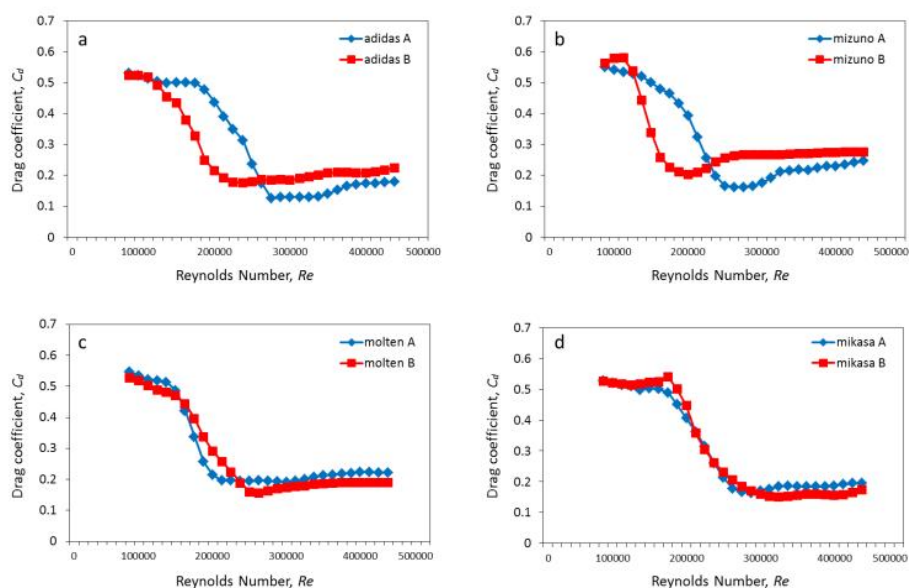 a
adidas A
adidas B
Drag coefficient, Cd
0.7
0.6
0.5
0.4
0.3
0.2
0.1
0
0 100000 200000 300000 400000 500000
Reynolds Number, Re
b
mizuno A
mizuno B
Drag coefficient, Cd
0.7
0.6
0.5
0.4
0.3
0.2
0.1
0
0 100000 200000 300000 400000 500000
Reynolds Number, Re
c
molten A
molten B
Drag coefficient, Cd
0.7
0.6
0.5
0.4
0.3
0.2
0.1
0
0 100000 200000 300000 400000 500000
Reynolds Number, Re
d
mikasa A
mikasa B
Drag coefficient, Cd
0.7
0.6
0.5
0.4
0.3
0.2
0.1
0
0 100000 200000 300000 400000 500000
Reynolds Number, Re